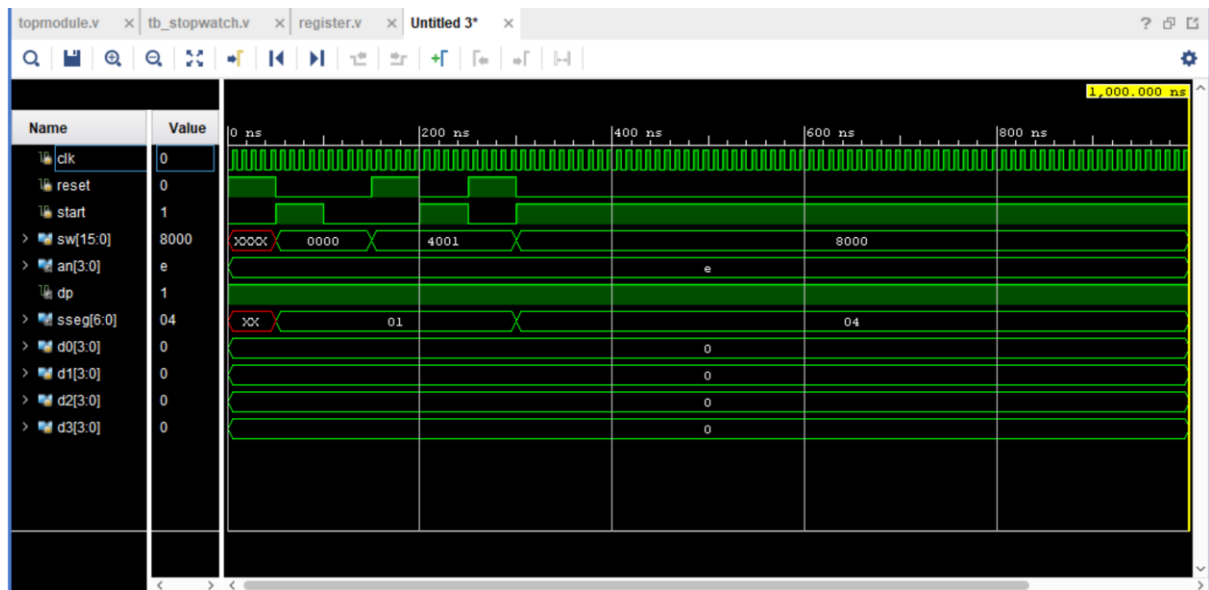 topmodule.v × tb_stopwatch.v × register.v × Untitled 3* ×
1,000.000 ns
Name Value 0 ns 200 ns 400 ns 600 ns 800 ns
clk 0
reset 0
start 1
sw[15:0] 8000 XXXX 0000 4001 8000
an[3:0] e e
dp 1
sseg[6:0] 04 XX 01 04
d0[3:0] 0 0
d1[3:0] 0 0
d2[3:0] 0 0
d3[3:0] 0 0